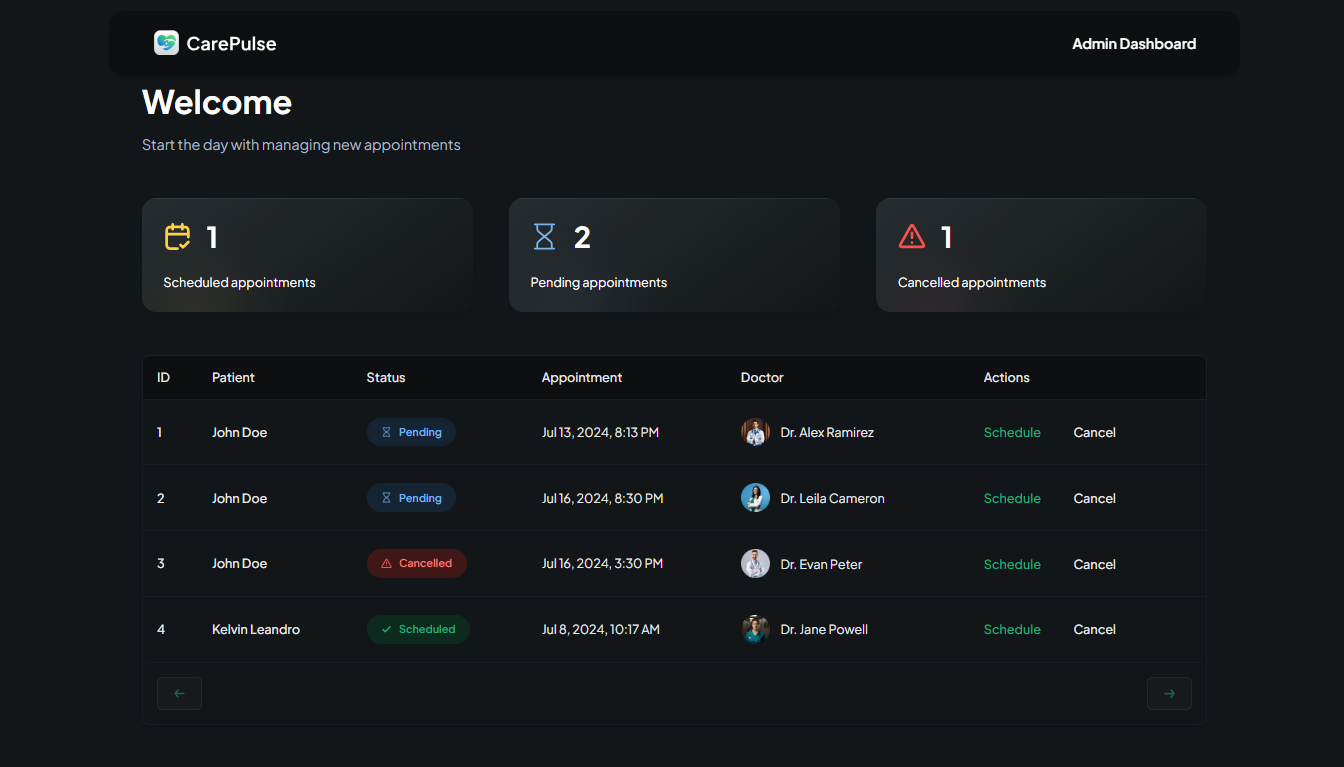 CarePulse
Admin Dashboard
Welcome
Start the day with managing new appointments
1
Scheduled appointments
2
Pending appointments
1
Cancelled appointments
ID Patient Status Appointment Doctor Actions
1 John Doe Pending Jul 13, 2024, 8:13 PM Dr. Alex Ramirez Schedule Cancel
2 John Doe Pending Jul 16, 2024, 8:30 PM Dr. Leila Cameron Schedule Cancel
3 John Doe Cancelled Jul 16, 2024, 3:30 PM Dr. Evan Peter Schedule Cancel
4 Kelvin Leandro Scheduled Jul 8, 2024, 10:17 AM Dr. Jane Powell Schedule Cancel